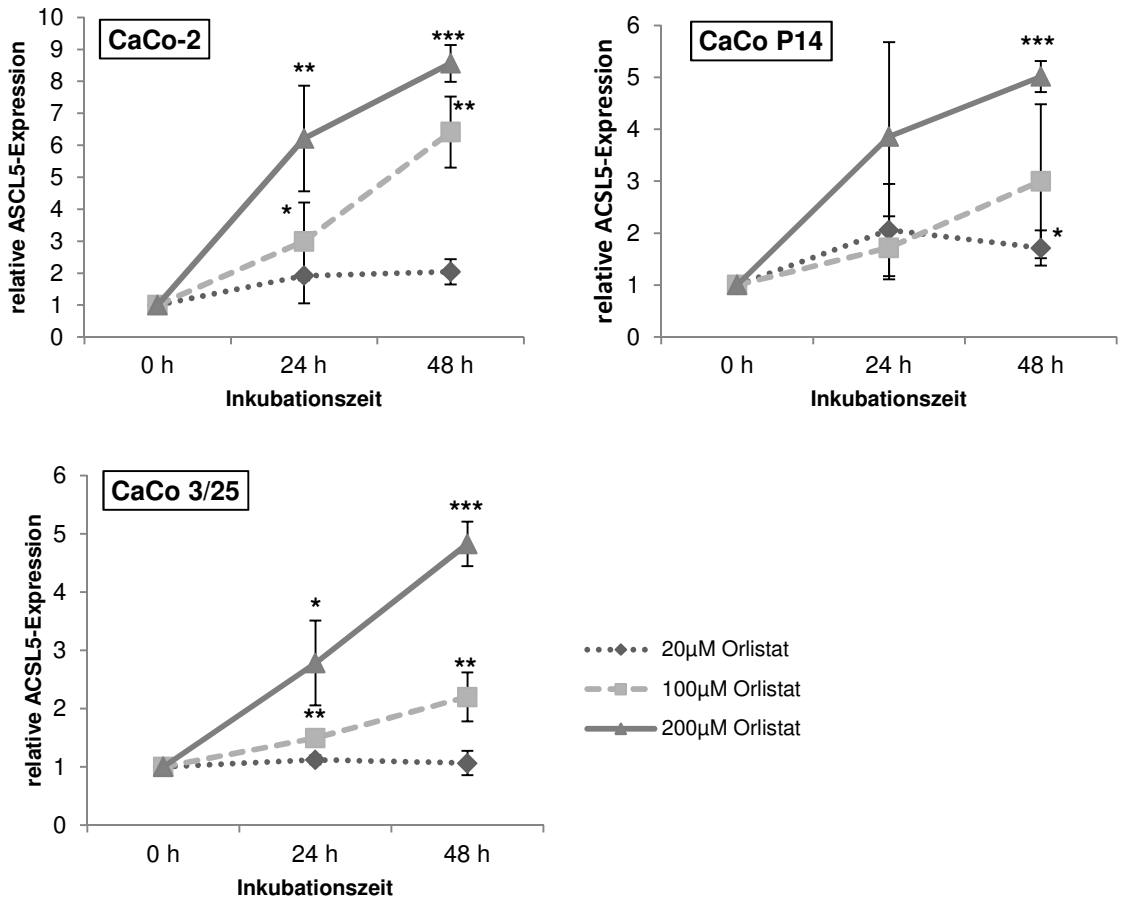 CaCo-2
relative ASCL5-Expression
10
9
8
7
6
5
4
3
2
1
0
**
***
**
*
0 h
24 h
48 h
Inkubationszeit
CaCo P14
relative ACSL5-Expression
6
5
4
3
2
1
0
***
*
0 h
24 h
48 h
Inkubationszeit
CaCo 3/25
relative ACSL5-Expression
6
5
4
3
2
1
0
***
*
**
**
0 h
24 h
48 h
Inkubationszeit
20µM Orlistat
100µM Orlistat
200µM Orlistat